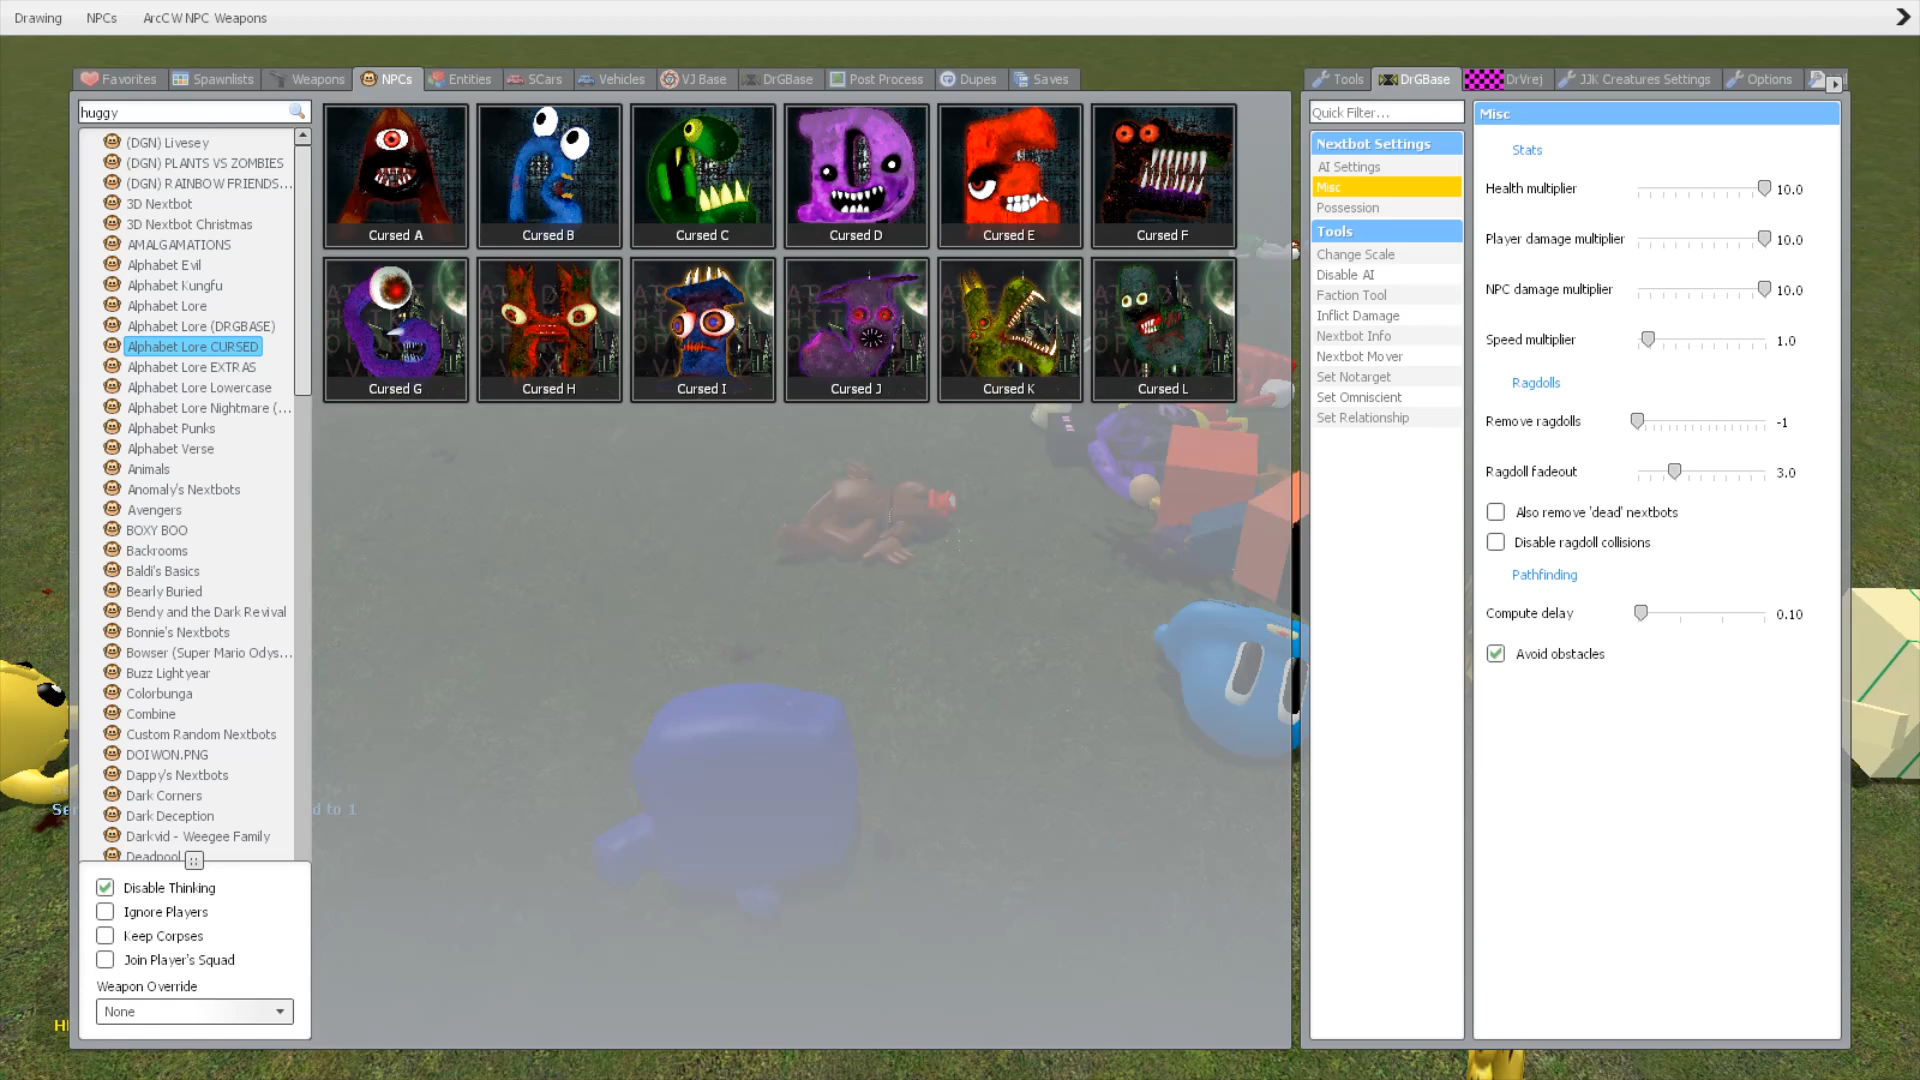 Drawing NPCs ArcCW NPC Weapons
Favorites Spawnlists Weapons NPCs Entities SCars Vehicles VJ Base DrGBase Post Process Dupes Saves
huggy
(DGN) Livesey
(DGN) PLANTS VS ZOMBIES
(DGN) RAINBOW FRIENDS...
3D Nextbot
3D Nextbot Christmas
AMALGAMATIONS
Alphabet Evil
Alphabet Kungfu
Alphabet Lore
Alphabet Lore (DRGBASE)
Alphabet Lore CURSED
Alphabet Lore EXTRAS
Alphabet Lore Lowercase
Alphabet Lore Nightmare (...
Alphabet Punks
Alphabet Verse
Animals
Anomaly's Nextbots
Avengers
BOXY BOO
Backrooms
Baldi's Basics
Bearly Buried
Bendy and the Dark Revival
Bonnie's Nextbots
Bowser (Super Mario Odys...
Buzz Lightyear
Colorbunga
Combine
Custom Random Nextbots
DOIWON.PNG
Dappy's Nextbots
Dark Corners
Dark Deception
Darkvid - Weegee Family
Deadpool
Disable Thinking
Ignore Players
Keep Corpses
Join Player's Squad
Weapon Override
None
Cursed A Cursed B Cursed C Cursed D Cursed E Cursed F
Cursed G Cursed H Cursed I Cursed J Cursed K Cursed L
d to 1
Tools DrGBase DrVrej JJK Creatures Settings Options
Quick Filter...
Nextbot Settings
AI Settings
Misc
Possession
Tools
Change Scale
Disable AI
Faction Tool
Inflict Damage
Nextbot Info
Nextbot Mover
Set Notarget
Set Omniscient
Set Relationship
Misc
Stats
Health multiplier 10.0
Player damage multiplier 10.0
NPC damage multiplier 10.0
Speed multiplier 1.0
Ragdolls
Remove ragdolls -1
Ragdoll fadeout 3.0
Also remove 'dead' nextbots
Disable ragdoll collisions
Pathfinding
Compute delay 0.10
Avoid obstacles